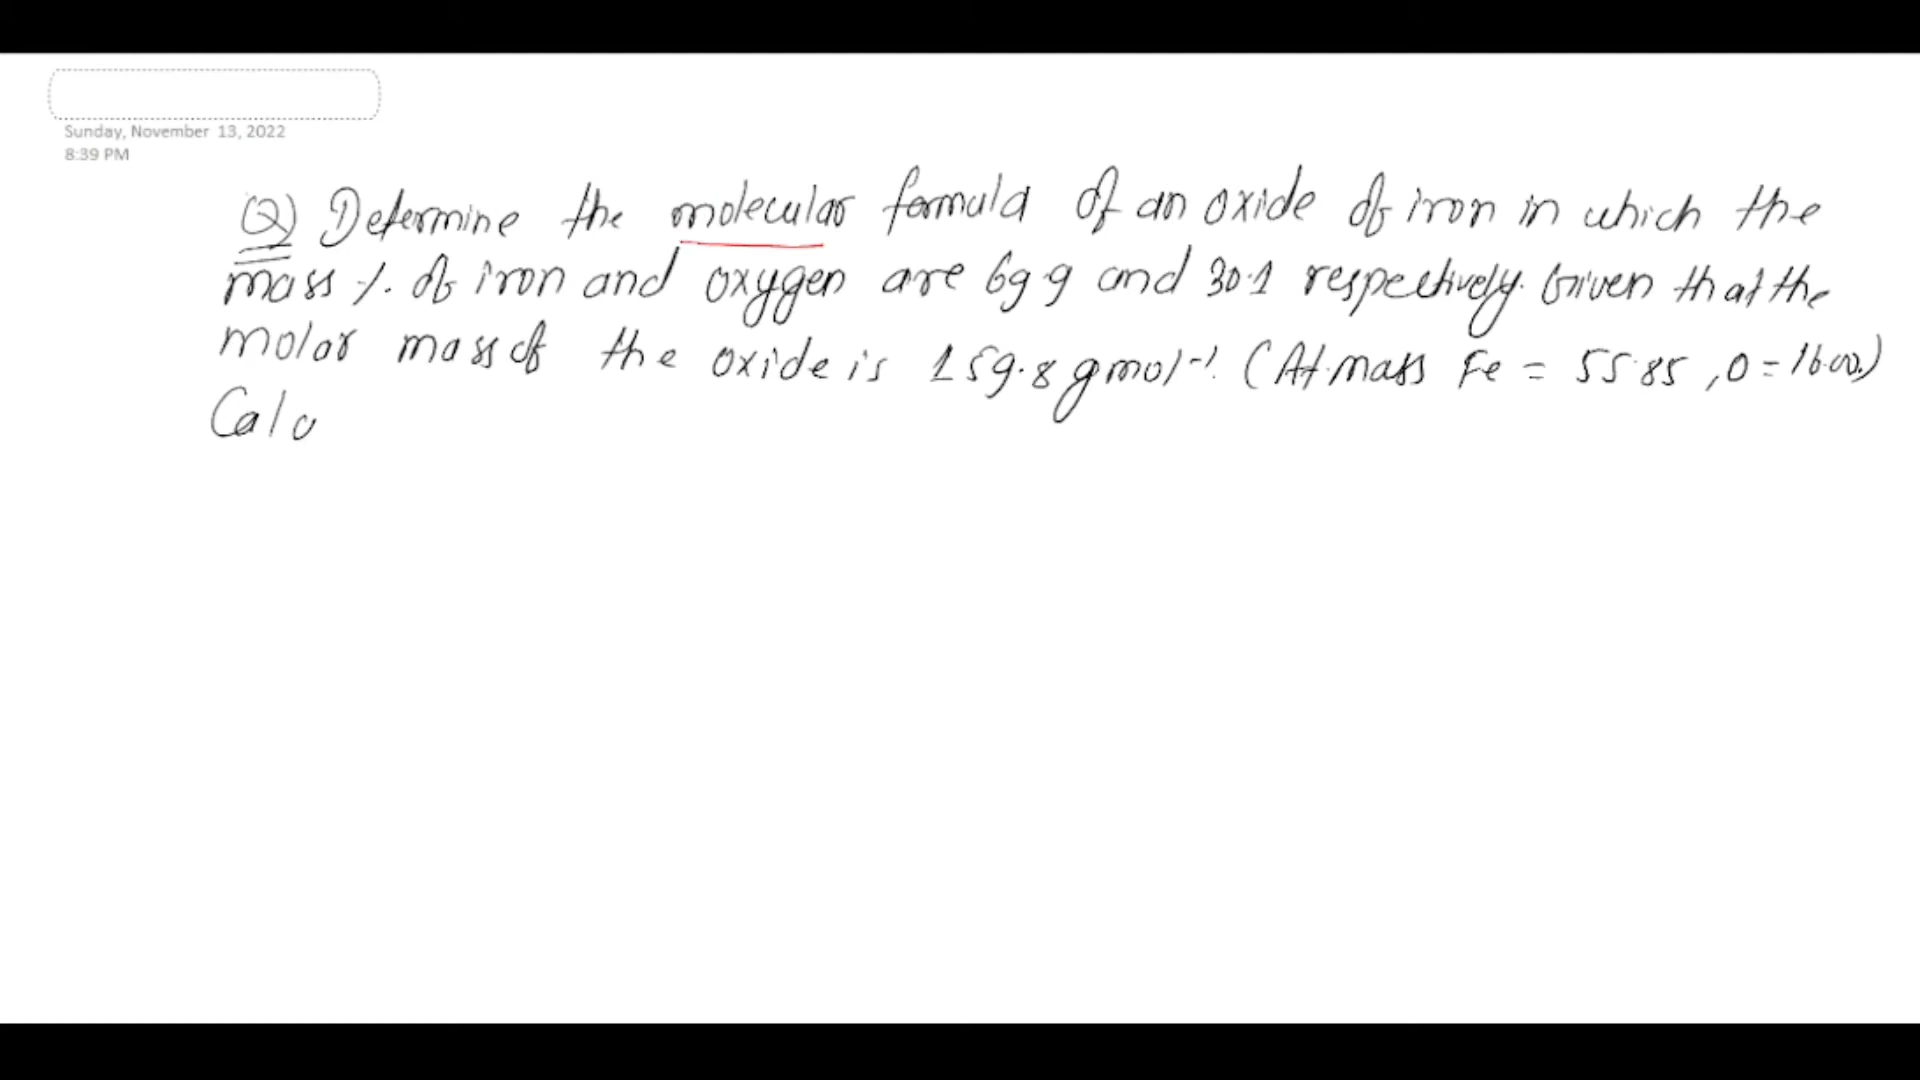 Sunday, November 13, 2022
8:39 PM
Q) Determine the molecular formula of an oxide of iron in which the
mass %. of iron and oxygen are 69.9 and 30.1 respectively. Given that the
molar mass of the oxide is 159.8 g mol⁻¹. (At.mass Fe = 55.85, O = 16.00.)
Calc